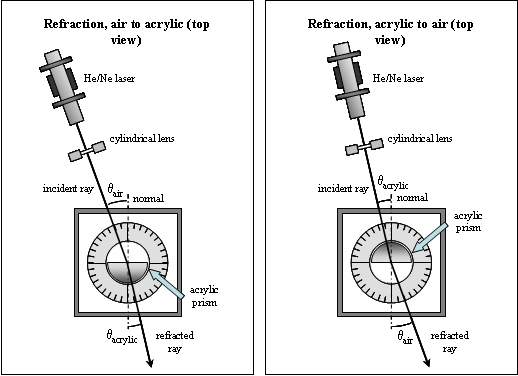 Refraction, air to acrylic (top
view)
He/Ne laser
cylindrical lens
incident ray
θair
normal
acrylic
prism
θacrylic
refracted
ray
Refraction, acrylic to air (top
view)
He/Ne laser
cylindrical lens
θacrylic
incident ray
normal
acrylic
prism
θair
refracted
ray